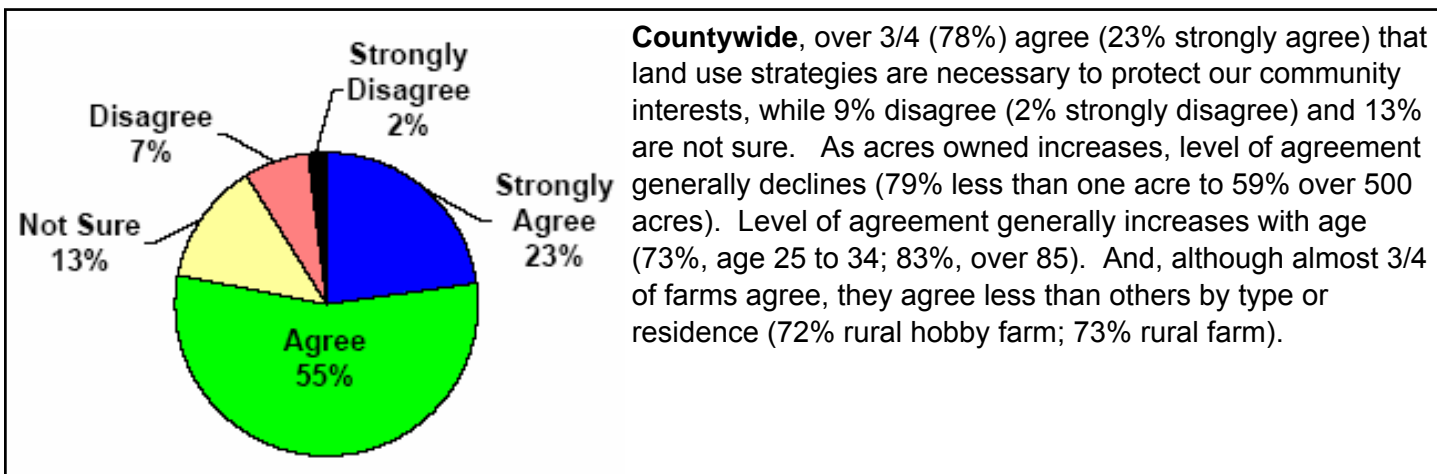 Strongly
Disagree
2%
Disagree
7%
Strongly
Agree
23%
Not Sure
13%
Agree
55%
Countywide, over 3/4 (78%) agree (23% strongly agree) that
land use strategies are necessary to protect our community
interests, while 9% disagree (2% strongly disagree) and 13%
are not sure.   As acres owned increases, level of agreement
generally declines (79% less than one acre to 59% over 500
acres).  Level of agreement generally increases with age
(73%, age 25 to 34; 83%, over 85).  And, although almost 3/4
of farms agree, they agree less than others by type or
residence (72% rural hobby farm; 73% rural farm).